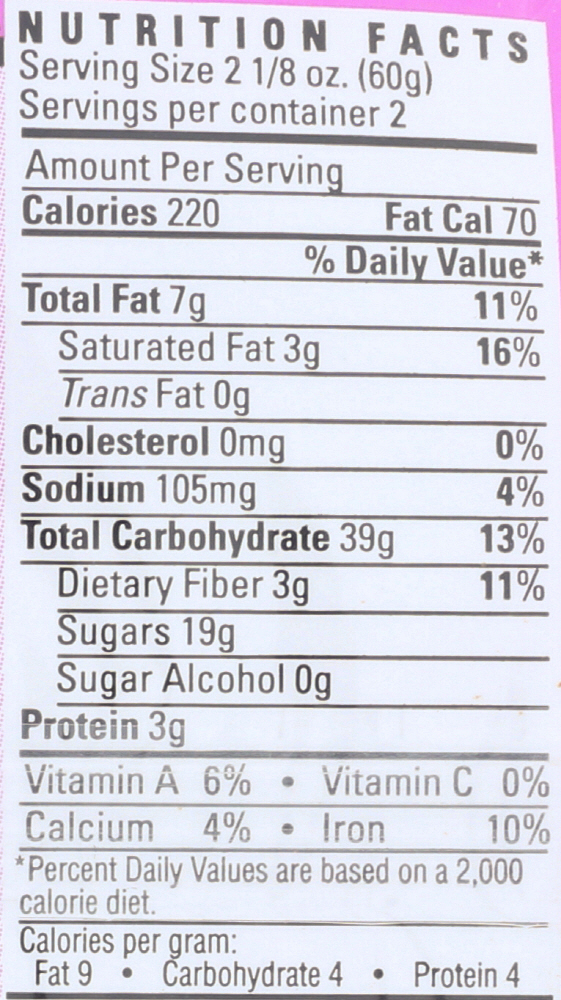 NUTRITION FACTS
Serving Size 2 1/8 oz. (60g)
Servings per container 2
Amount Per Serving
Calories 220 Fat Cal 70
% Daily Value*
Total Fat 7g 11%
Saturated Fat 3g 16%
Trans Fat 0g
Cholesterol 0mg 0%
Sodium 105mg 4%
Total Carbohydrate 39g 13%
Dietary Fiber 3g 11%
Sugars 19g
Sugar Alcohol 0g
Protein 3g
Vitamin A 6% • Vitamin C 0%
Calcium 4% • Iron 10%
*Percent Daily Values are based on a 2,000
calorie diet.
Calories per gram:
Fat 9 • Carbohydrate 4 • Protein 4